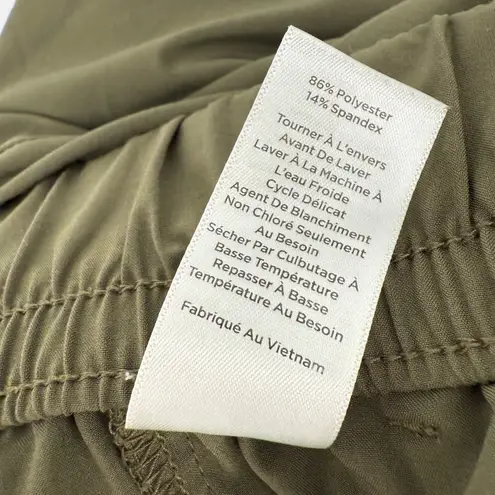 86% Polyester
14% Spandex
Tourner À L'envers
Avant De Laver
Laver À La Machine À
L'eau Froide
Cycle Délicat
Agent De Blanchiment
Non Chloré Seulement
Au Besoin
Sécher Par Culbutage À
Basse Température
Repasser À Basse
Température Au Besoin
Fabriqué Au Vietnam